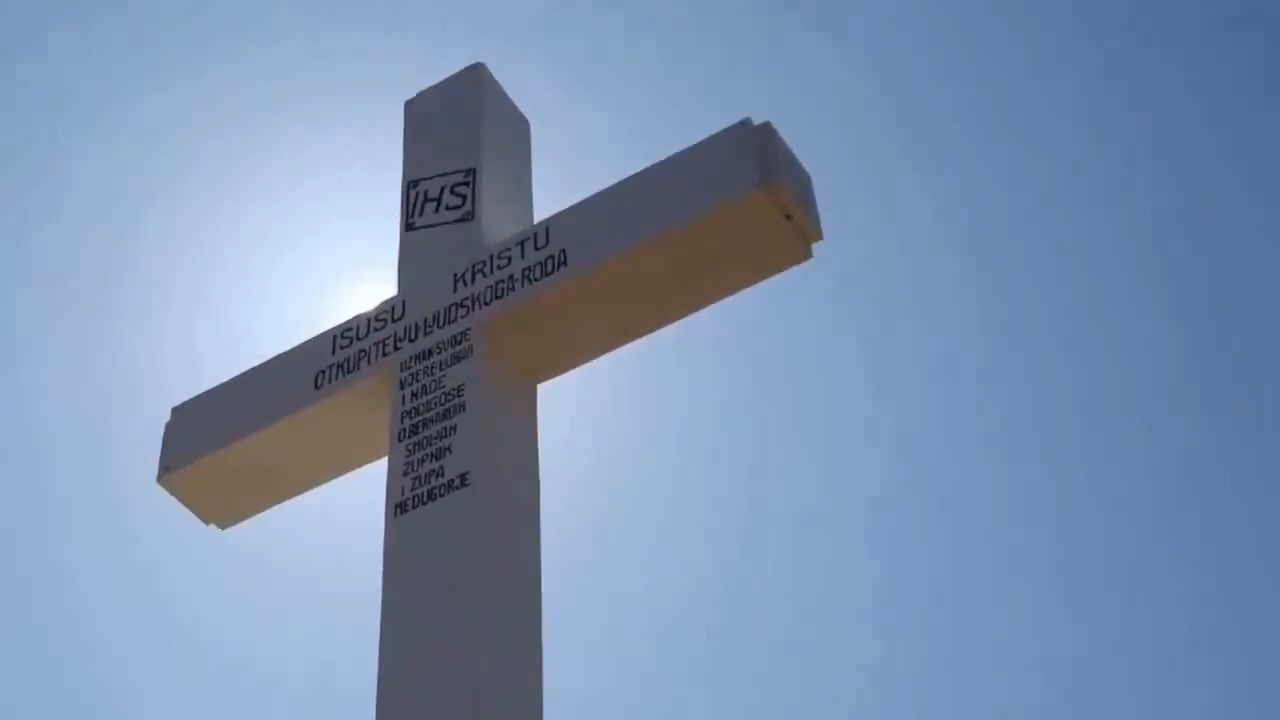 IHS
ISUSU KRISTU
OTKUPITELJU LJUDSKOGA RODA
U ZNAK SVOJE
VJERE LJUBAVI
I NADE
PODIGOŠE
O BERNARDIN
SMOLJAN
ŽUPNIK
I ŽUPA
MEĐUGORJE